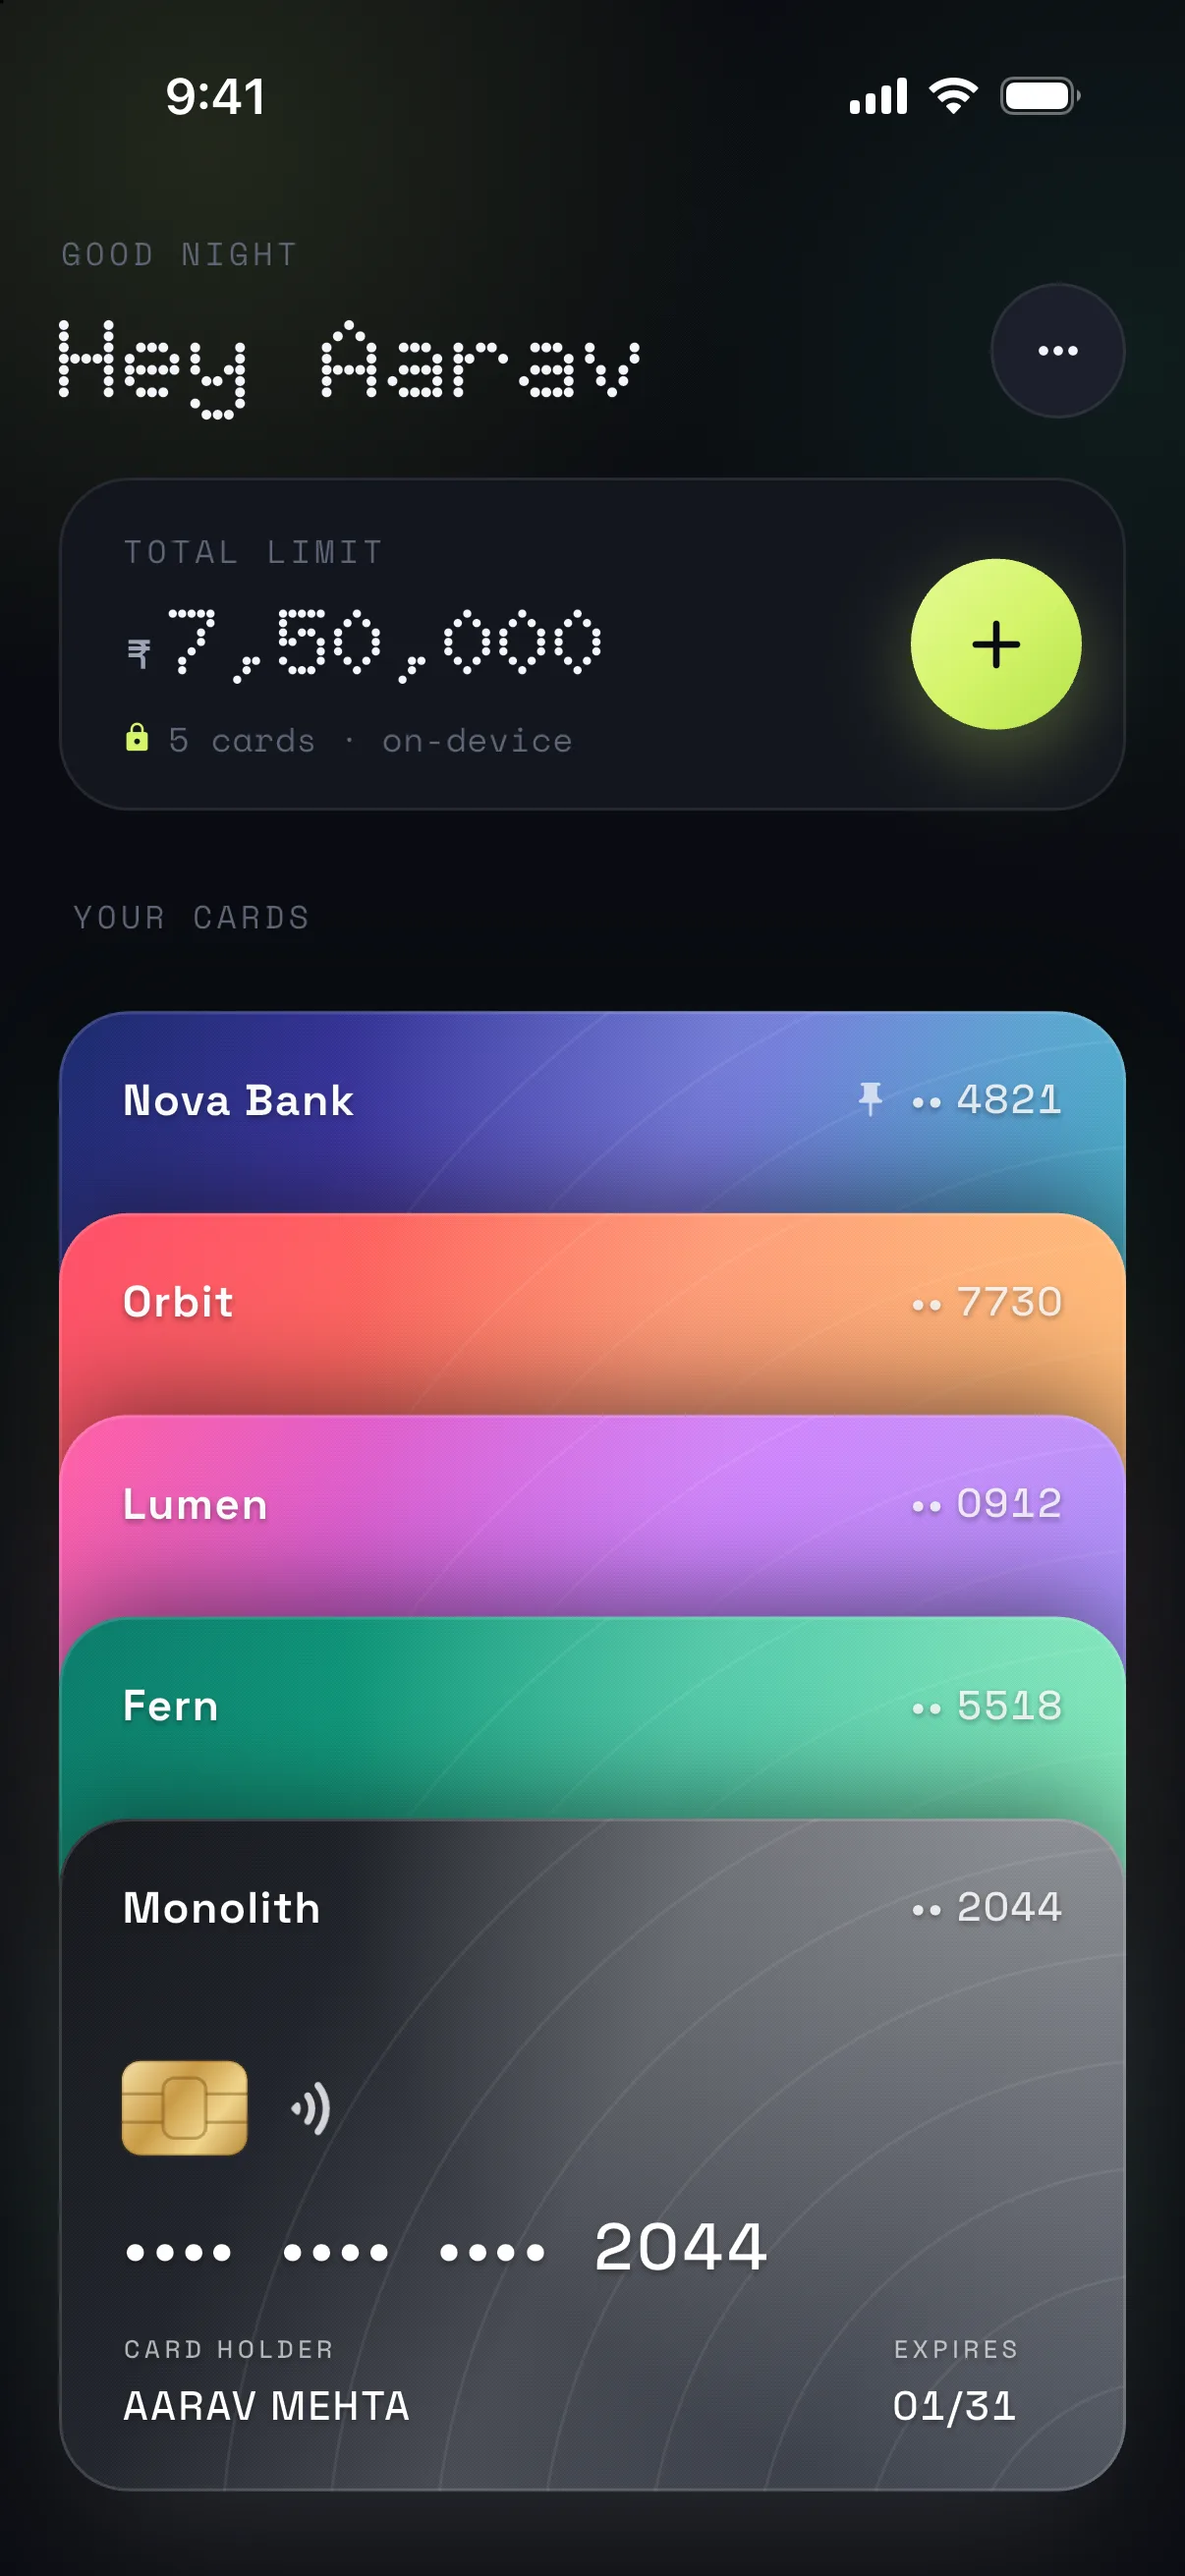 9:41
GOOD NIGHT
Hey Aarav
TOTAL LIMIT
₹7,50,000
5 cards · on-device
YOUR CARDS
Nova Bank •• 4821
Orbit •• 7730
Lumen •• 0912
Fern •• 5518
Monolith •• 2044
•••• •••• •••• 2044
CARD HOLDER EXPIRES
AARAV MEHTA 01/31